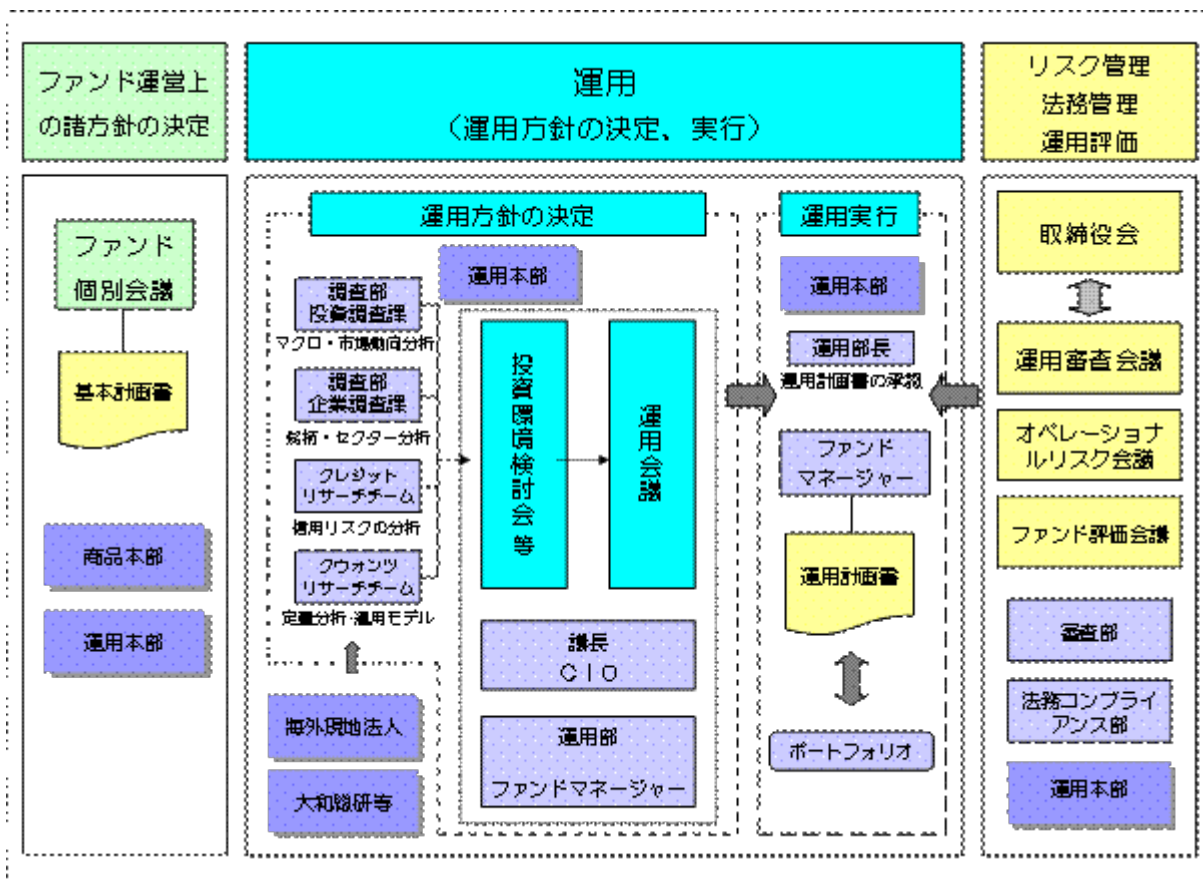 ファンド運営上
の諸方針の決定
ファンド
個別会議
基本計画書
商品本部
運用本部
運用
（運用方針の決定、実行）
運用方針の決定
運用本部
調査部
投資調査課
マクロ・市場動向分析
調査部
企業調査課
銘柄・セクター分析
クレジット
リサーチチーム
信用リスクの分析
クウォンツ
リサーチチーム
定量分析・運用モデル
海外現地法人
大和総研等
投資環境検討会等
運用会議
議長
ＣＩＯ
運用部
ファンドマネージャー
運用実行
運用本部
運用部長
運用計画書の承認
ファンド
マネージャー
運用計画書
ポートフォリオ
リスク管理
法務管理
運用評価
取締役会
運用審査会議
オペレーショナ
ルリスク会議
ファンド評価会議
審査部
法務コンプライ
アンス部
運用本部